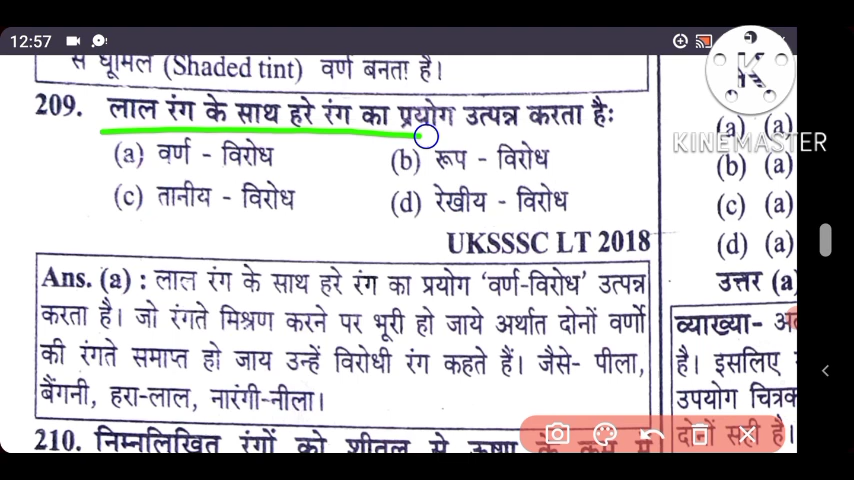 12:57
से धूमिल (Shaded tint) वर्ण बनता है।
209. लाल रंग के साथ हरे रंग का प्रयोग उत्पन्न करता हैः
(a) वर्ण - विरोध (b) रूप - विरोध
(c) तानीय - विरोध (d) रेखीय - विरोध
UKSSSC LT 2018
Ans. (a) : लाल रंग के साथ हरे रंग का प्रयोग 'वर्ण-विरोध' उत्पन्न
करता है। जो रंगते मिश्रण करने पर भूरी हो जाये अर्थात दोनों वर्णो
की रंगते समाप्त हो जाय उन्हें विरोधी रंग कहते हैं। जैसे- पीला,
बैंगनी, हरा-लाल, नारंगी-नीला।
210. निम्नलिखित रंगों को शीतल से ऊष्ण के क्रम में
K
KINEMASTER
(a) (a)
(b) (a)
(c) (a)
(d) (a)
उत्तर (a)
व्याख्या-
है। इसलिए
उपयोग चित्रक
दोनों सही है।